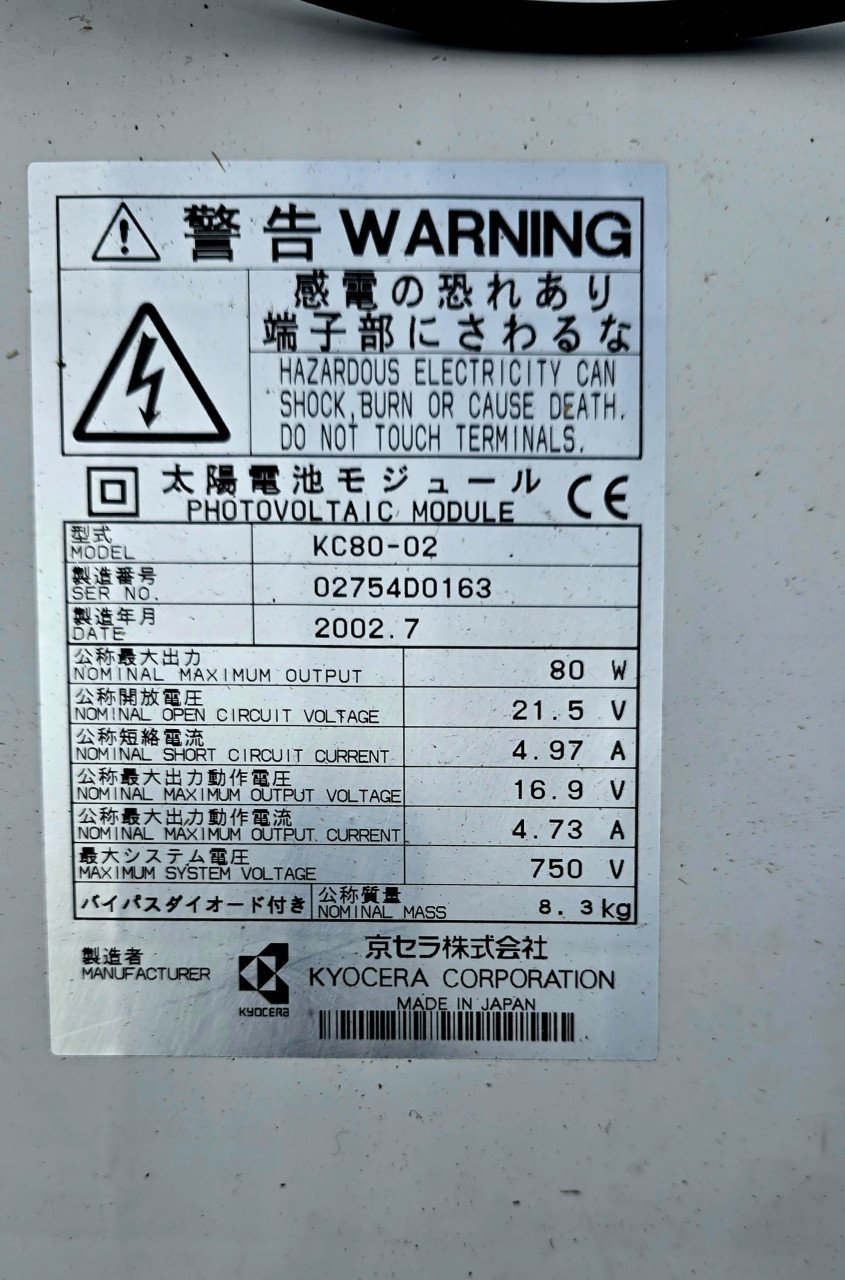 警告 WARNING
感電の恐れあり
端子部にさわるな
HAZARDOUS ELECTRICITY CAN
SHOCK,BURN OR CAUSE DEATH.
DO NOT TOUCH TERMINALS.
太陽電池モジュール
PHOTOVOLTAIC MODULE CE
型式
MODEL KC80-02
製造番号
SER NO. 02754D0163
製造年月
DATE 2002.7
公称最大出力
NOMINAL MAXIMUM OUTPUT 80 W
公称開放電圧
NOMINAL OPEN CIRCUIT VOLTAGE 21.5 V
公称短絡電流
NOMINAL SHORT CIRCUIT CURRENT 4.97 A
公称最大出力動作電圧
NOMINAL MAXIMUM OUTPUT VOLTAGE 16.9 V
公称最大出力動作電流
NOMINAL MAXIMUM OUTPUT CURRENT 4.73 A
最大システム電圧
MAXIMUM SYSTEM VOLTAGE 750 V
バイパスダイオード付き 公称質量
NOMINAL MASS 8.3kg
製造者
MANUFACTURER
KYOCERA
京セラ株式会社
KYOCERA CORPORATION
MADE IN JAPAN